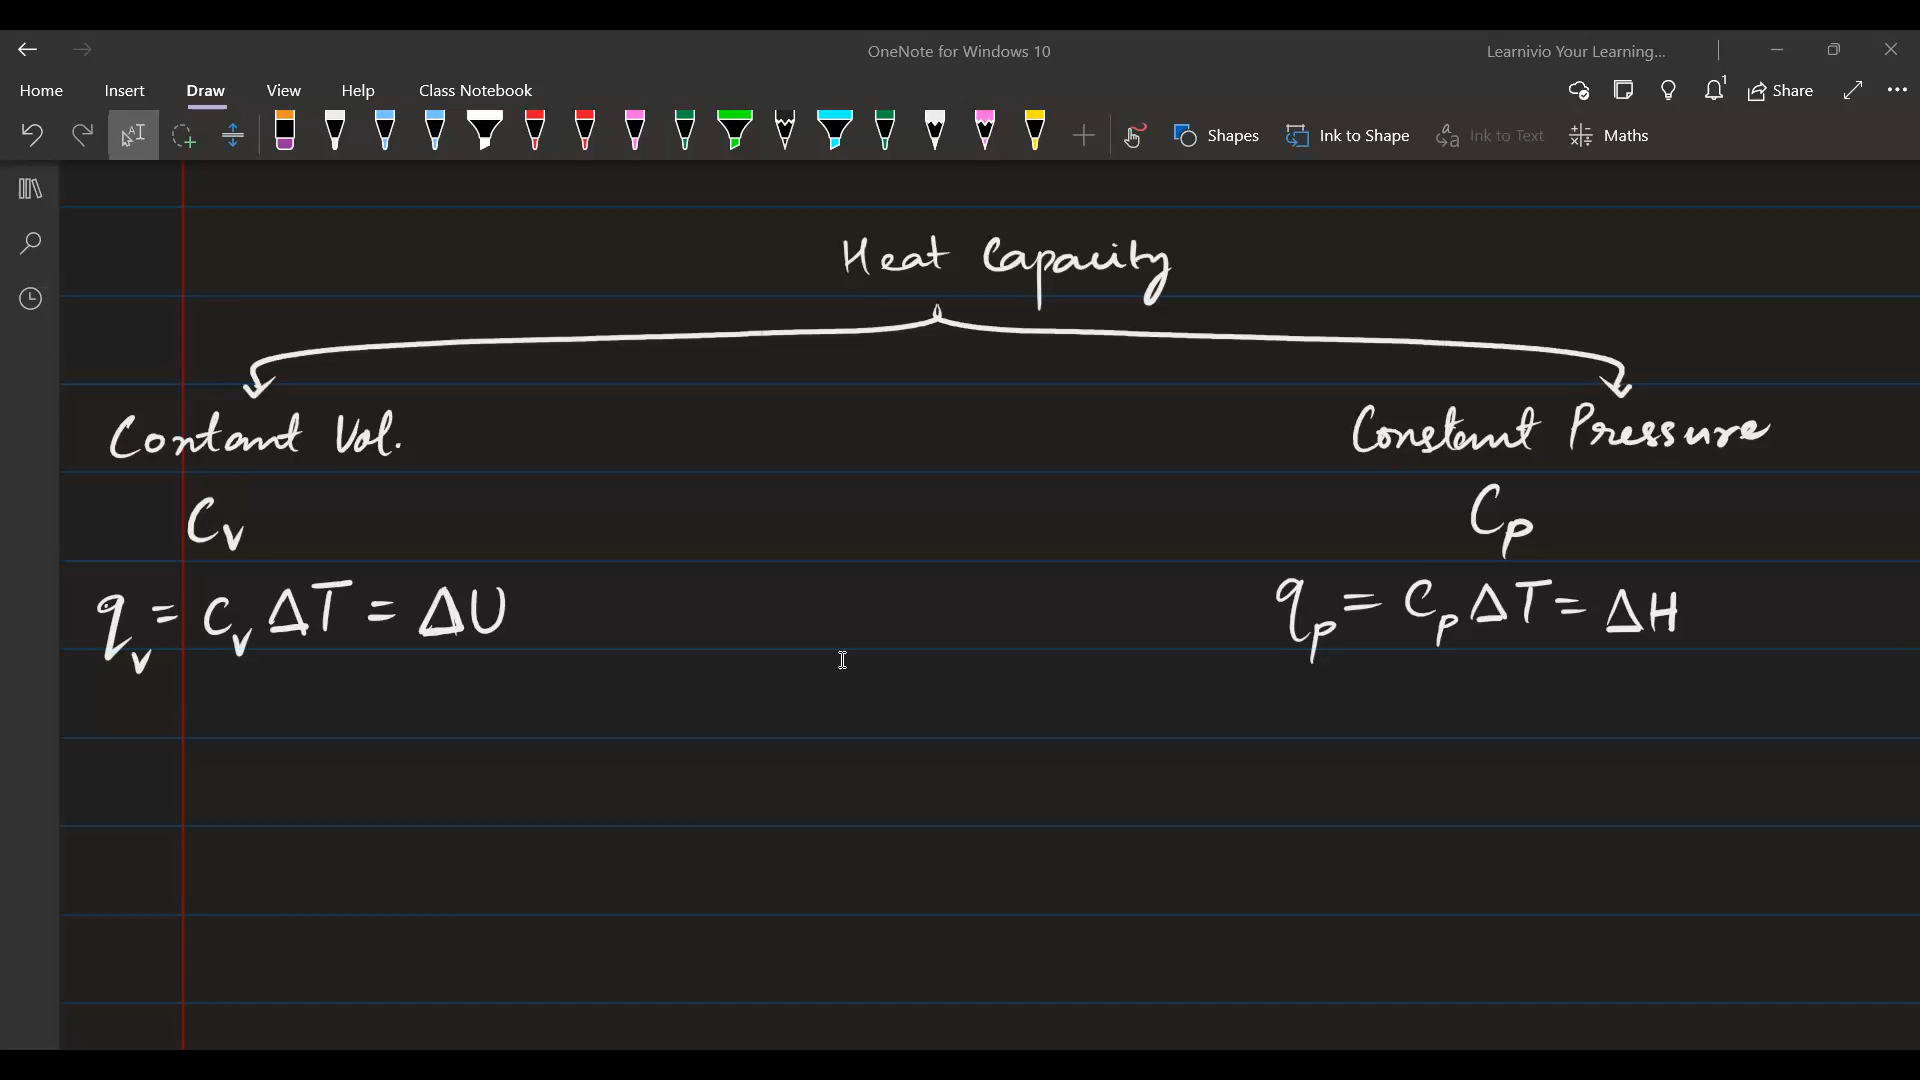 OneNote for Windows 10
Learnivio Your Learning...
Home Insert Draw View Help Class Notebook
1 Share
Shapes Ink to Shape Ink to Text Maths
Heat Capacity
Contant Vol. Constant Pressure
Cv Cp
qv = Cv ΔT = ΔU qp = Cp ΔT = ΔH